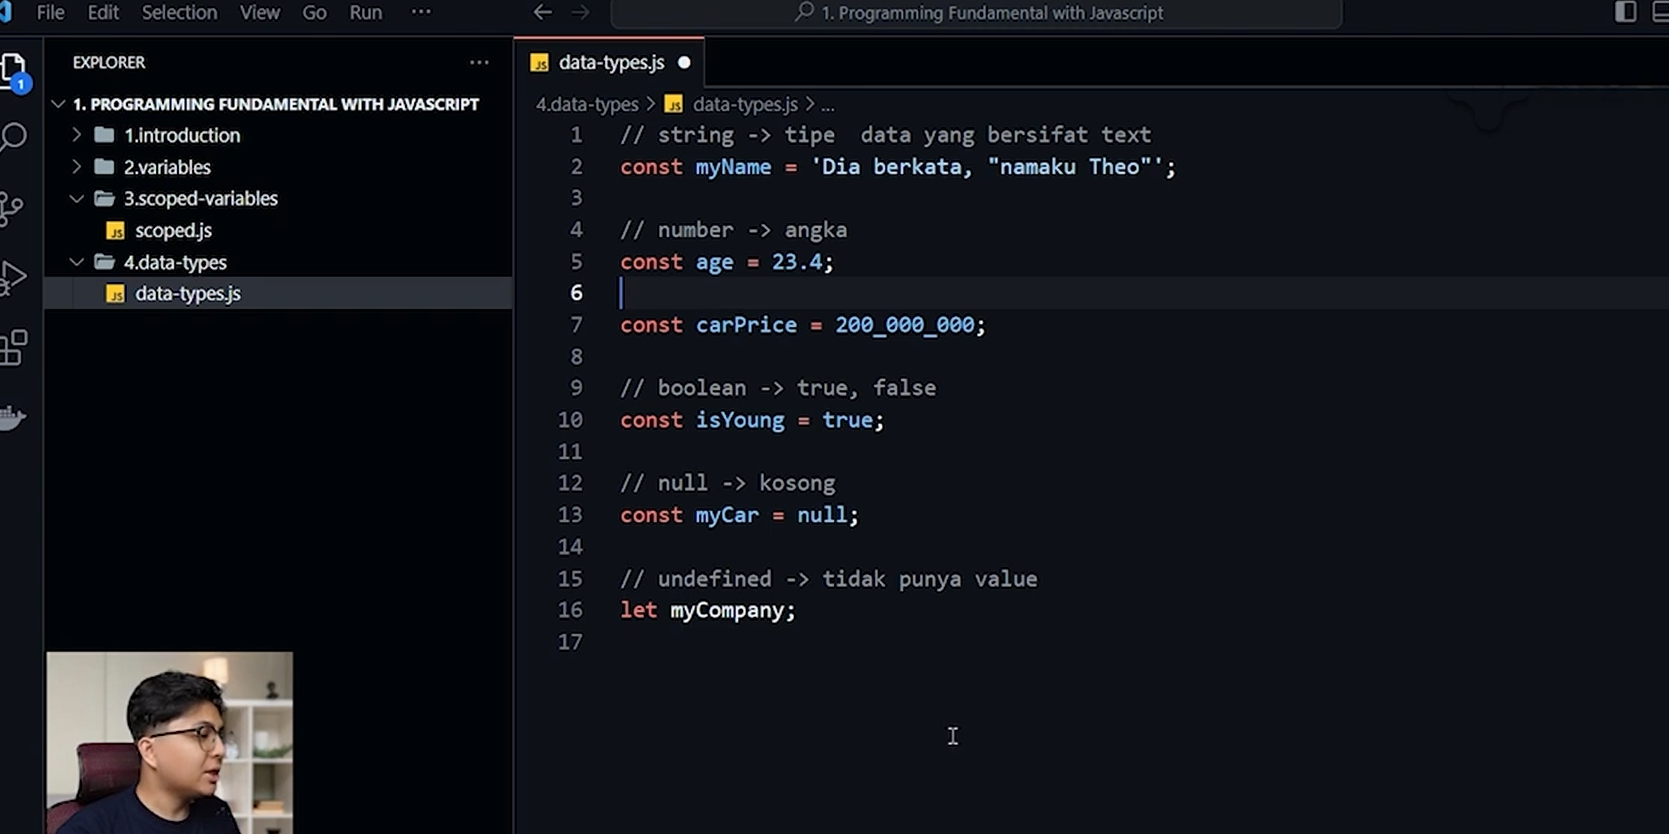 File Edit Selection View Go Run ···
1. Programming Fundamental with Javascript
EXPLORER ···
data-types.js
1
1. PROGRAMMING FUNDAMENTAL WITH JAVASCRIPT
1.introduction
2.variables
3.scoped-variables
JS scoped.js
4.data-types
JS data-types.js
4.data-types > JS data-types.js > ...
1 // string -> tipe  data yang bersifat text
2 const myName = 'Dia berkata, "namaku Theo"';
3
4 // number -> angka
5 const age = 23.4;
6
7 const carPrice = 200_000_000;
8
9 // boolean -> true, false
10 const isYoung = true;
11
12 // null -> kosong
13 const myCar = null;
14
15 // undefined -> tidak punya value
16 let myCompany;
17